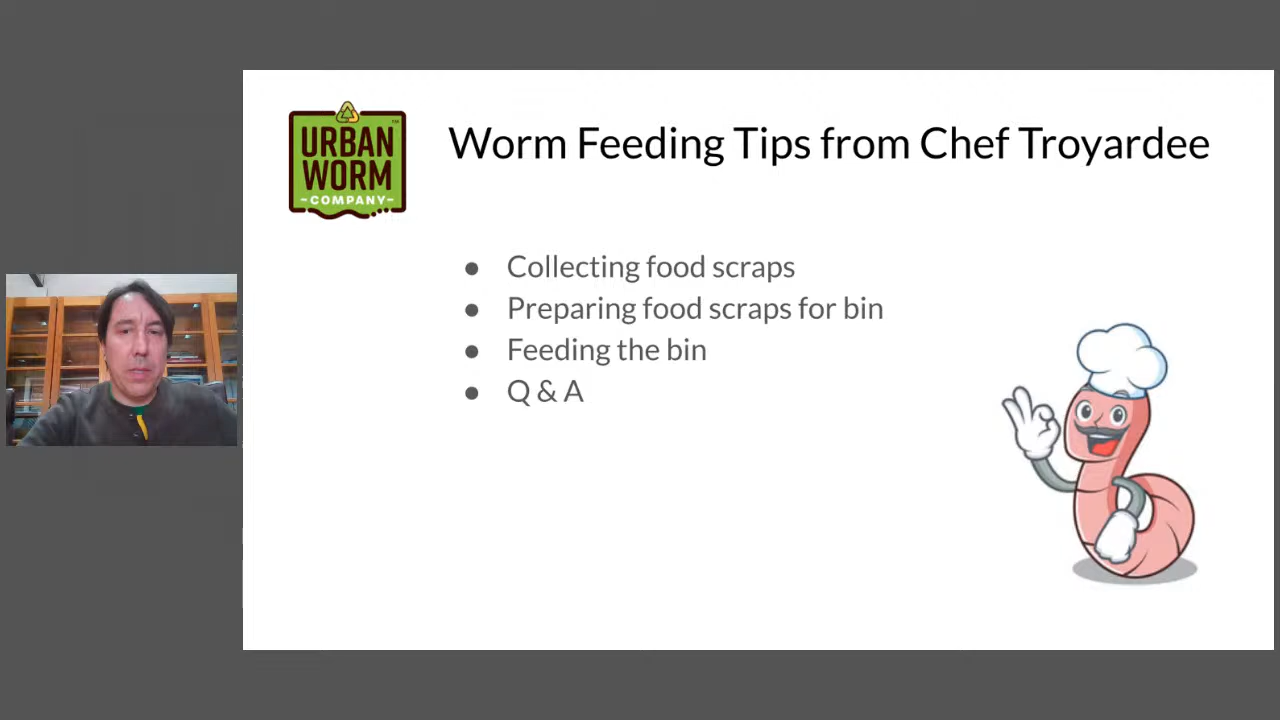 URBAN
WORM
-COMPANY-
™
Worm Feeding Tips from Chef Troyardee
● Collecting food scraps
● Preparing food scraps for bin
● Feeding the bin
● Q & A